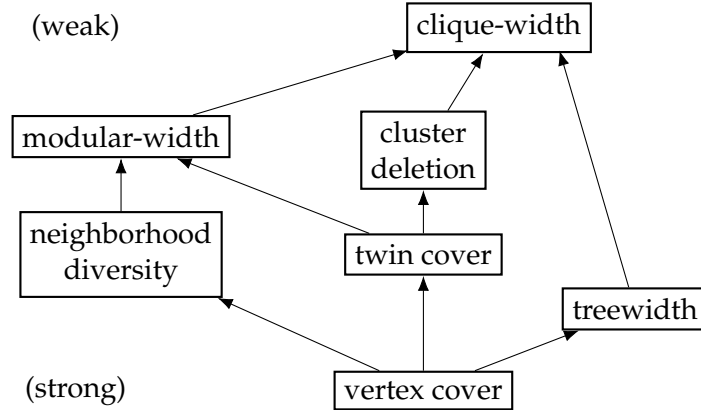 (weak)
clique-width
modular-width
cluster
deletion
neighborhood
diversity
twin cover
treewidth
(strong)
vertex cover